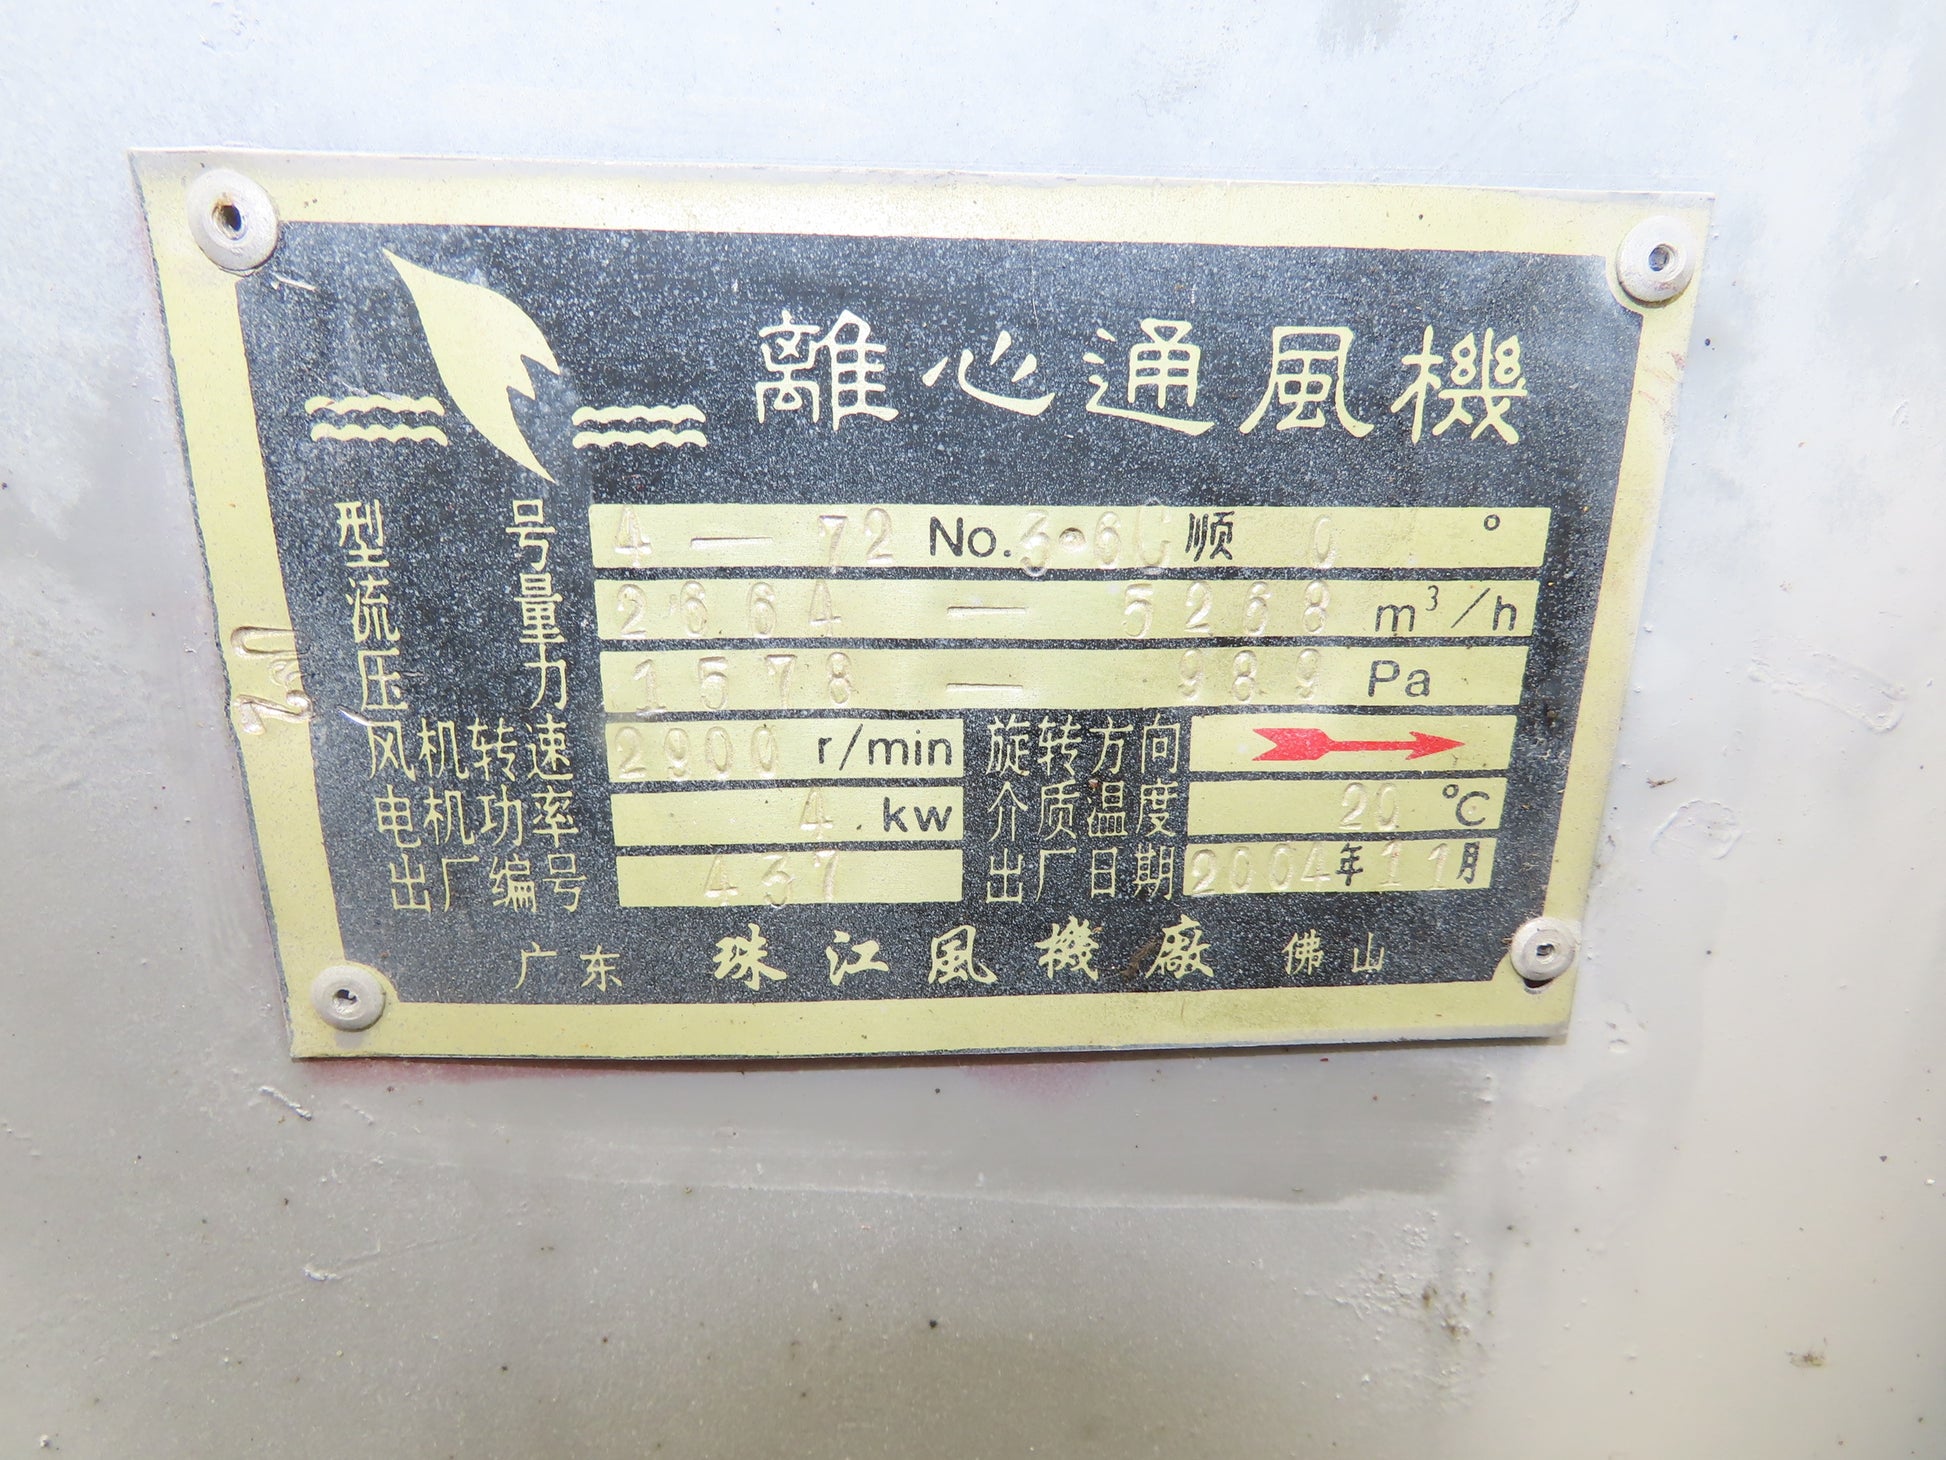 離心通風機
型号 4—72 No.3.6C 顺 0 °
流量 2664 — 5268 m³/h
压力 1578 — 989 Pa
风机转速 2900 r/min 旋转方向
电机功率 4 kw 介质温度 20 °C
出厂编号 437 出厂日期 2004年11月
广东 珠江風機廠 佛山